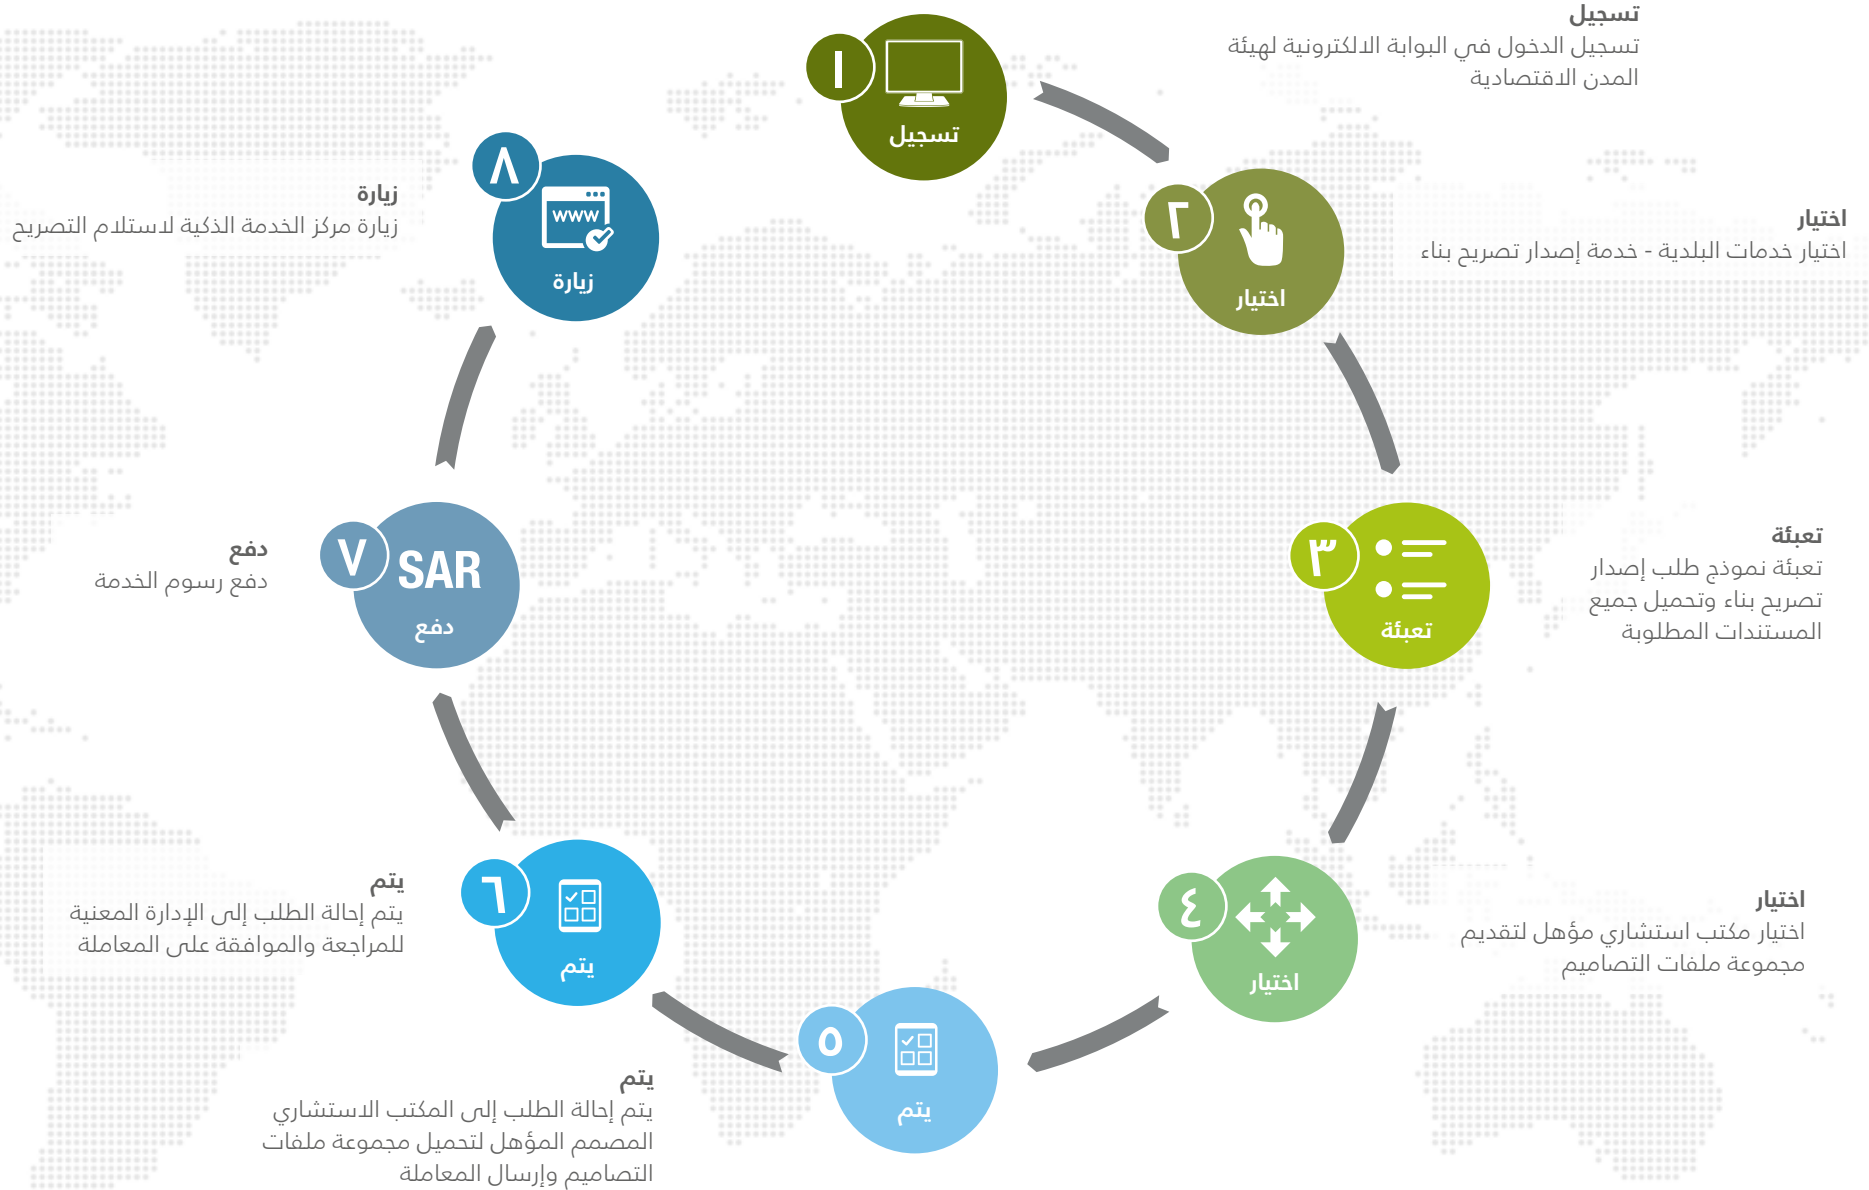 ١
تسجيل
تسجيل
تسجيل الدخول في البوابة الالكترونية لهيئة
المدن الاقتصادية
٢
اختيار
اختيار
اختيار خدمات البلدية - خدمة إصدار تصريح بناء
٣
تعبئة
تعبئة
تعبئة نموذج طلب إصدار
تصريح بناء وتحميل جميع
المستندات المطلوبة
٤
اختيار
اختيار
اختيار مكتب استشاري مؤهل لتقديم
مجموعة ملفات التصاميم
٥
يتم
يتم
يتم إحالة الطلب إلى المكتب الاستشاري
المصمم المؤهل لتحميل مجموعة ملفات
التصاميم وإرسال المعاملة
٦
يتم
يتم
يتم إحالة الطلب إلى الإدارة المعنية
للمراجعة والموافقة على المعاملة
٧
SAR
دفع
دفع
دفع رسوم الخدمة
٨
WWW
زيارة
زيارة
زيارة مركز الخدمة الذكية لاستلام التصريح